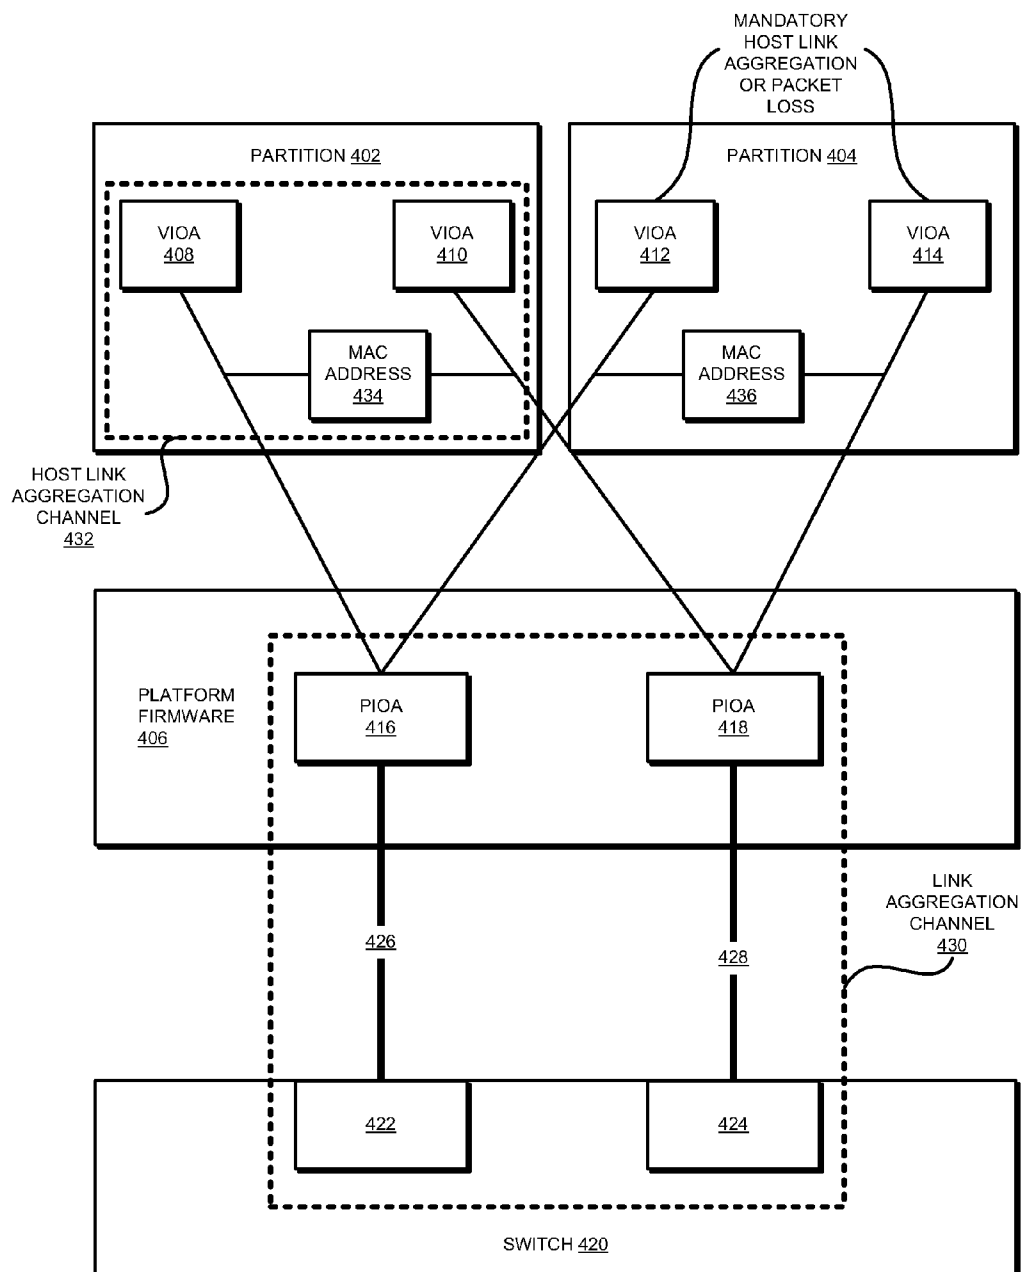 MANDATORY
HOST LINK
AGGREGATION
OR PACKET
LOSS
PARTITION 402
PARTITION 404
VIOA
408
VIOA
410
VIOA
412
VIOA
414
MAC
ADDRESS
434
MAC
ADDRESS
436
HOST LINK
AGGREGATION
CHANNEL
432
PLATFORM
FIRMWARE
406
PIOA
416
PIOA
418
LINK
AGGREGATION
CHANNEL
430
426
428
422
424
SWITCH 420